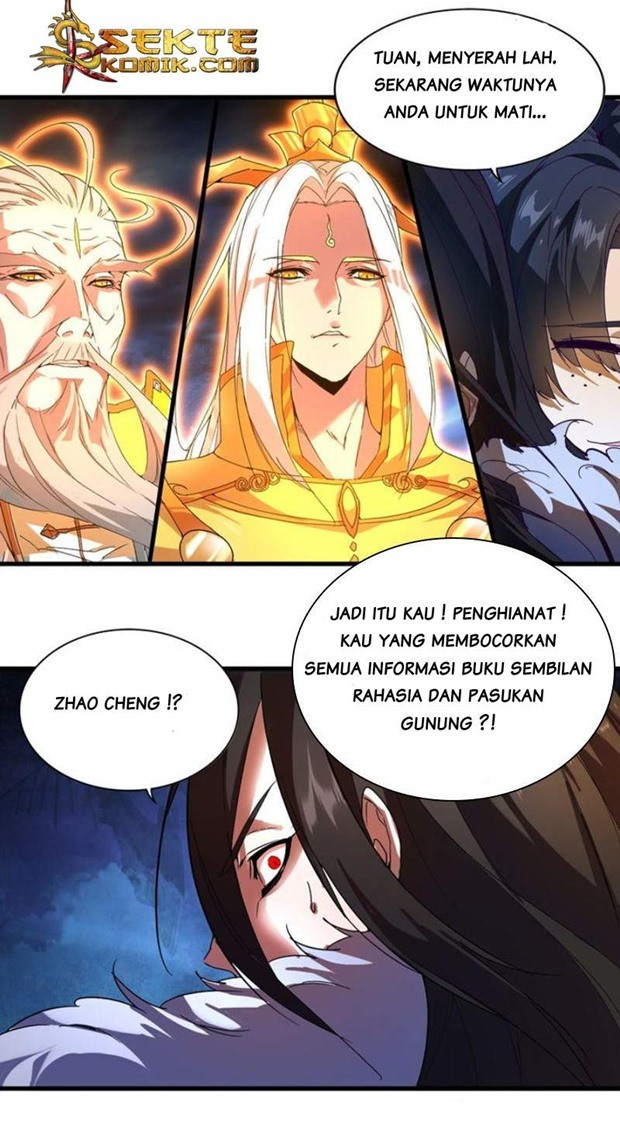 SEKTE
KOMIK.COM
TUAN, MENYERAH LAH.
SEKARANG WAKTUNYA
ANDA UNTUK MATI...
JADI ITU KAU ! PENGHIANAT !
KAU YANG MEMBOCORKAN
SEMUA INFORMASI BUKU SEMBILAN
RAHASIA DAN PASUKAN
GUNUNG ?!
ZHAO CHENG !?